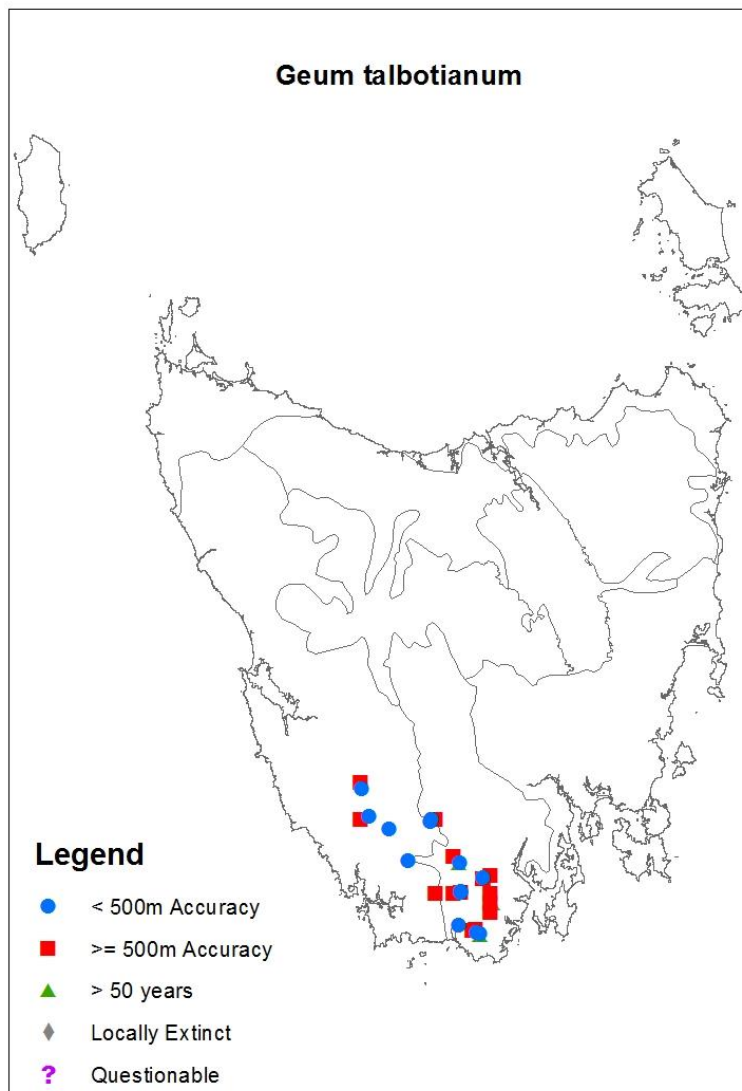 Geum talbotianum
Legend
< 500m Accuracy
>= 500m Accuracy
> 50 years
Locally Extinct
? Questionable